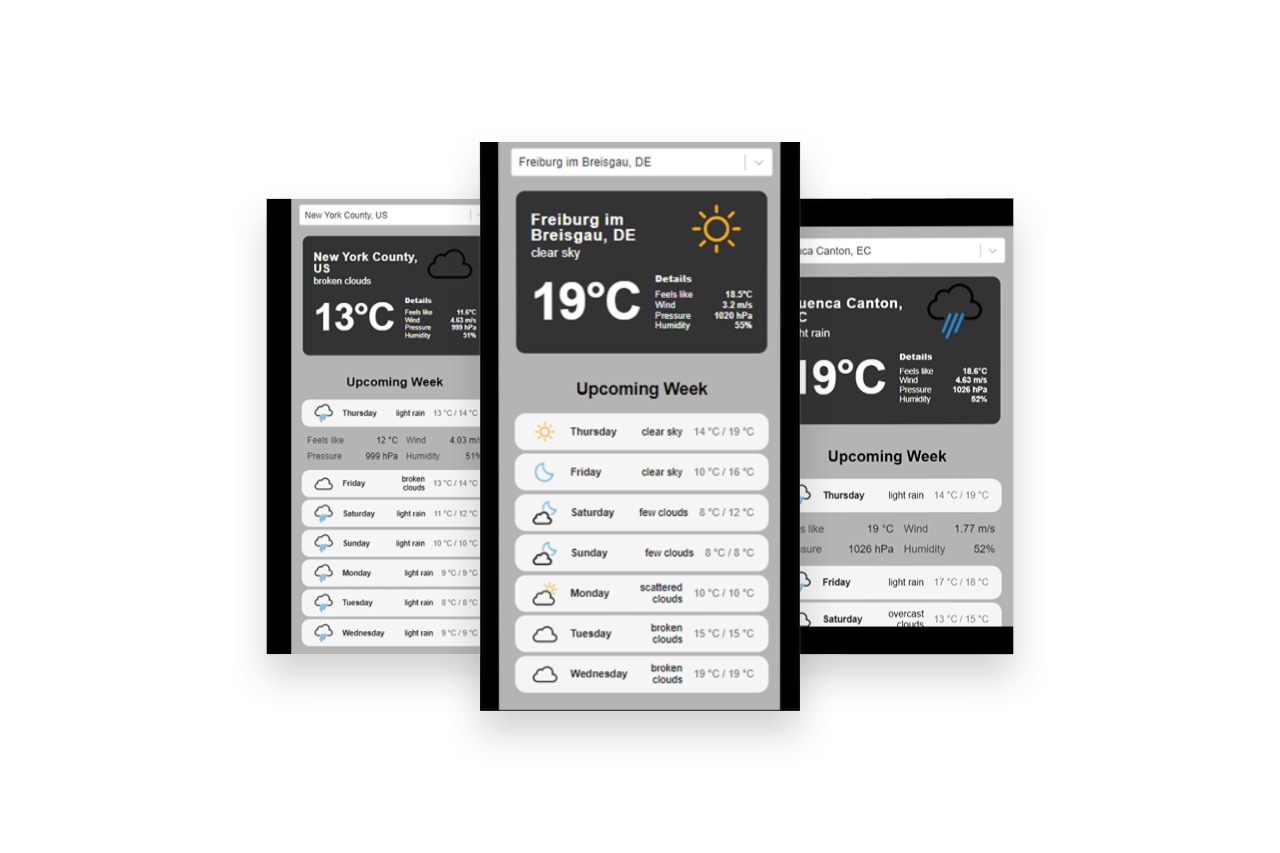 New York County, US
New York County,
US
broken clouds
13°C
Details
Feels like 11.6°C
Wind 4.63 m/s
Pressure 999 hPa
Humidity 51%
Upcoming Week
Thursday light rain 13 °C / 14 °C
Feels like 12 °C Wind 4.03 m/s
Pressure 999 hPa Humidity 51%
Friday broken clouds 13 °C / 14 °C
Saturday light rain 11 °C / 12 °C
Sunday light rain 10 °C / 10 °C
Monday light rain 9 °C / 9 °C
Tuesday light rain 8 °C / 8 °C
Wednesday light rain 9 °C / 9 °C
Freiburg im Breisgau, DE
Freiburg im
Breisgau, DE
clear sky
19°C
Details
Feels like 18.5°C
Wind 3.2 m/s
Pressure 1020 hPa
Humidity 55%
Upcoming Week
Thursday clear sky 14 °C / 19 °C
Friday clear sky 10 °C / 16 °C
Saturday few clouds 8 °C / 12 °C
Sunday few clouds 8 °C / 8 °C
Monday scattered clouds 10 °C / 10 °C
Tuesday broken clouds 15 °C / 15 °C
Wednesday broken clouds 19 °C / 19 °C
nca Canton, EC
uenca Canton,
C
ht rain
19°C
Details
Feels like 18.6°C
Wind 4.63 m/s
Pressure 1026 hPa
Humidity 52%
Upcoming Week
Thursday light rain 14 °C / 19 °C
s like 19 °C Wind 1.77 m/s
sure 1026 hPa Humidity 52%
Friday light rain 17 °C / 18 °C
Saturday overcast clouds 13 °C / 15 °C